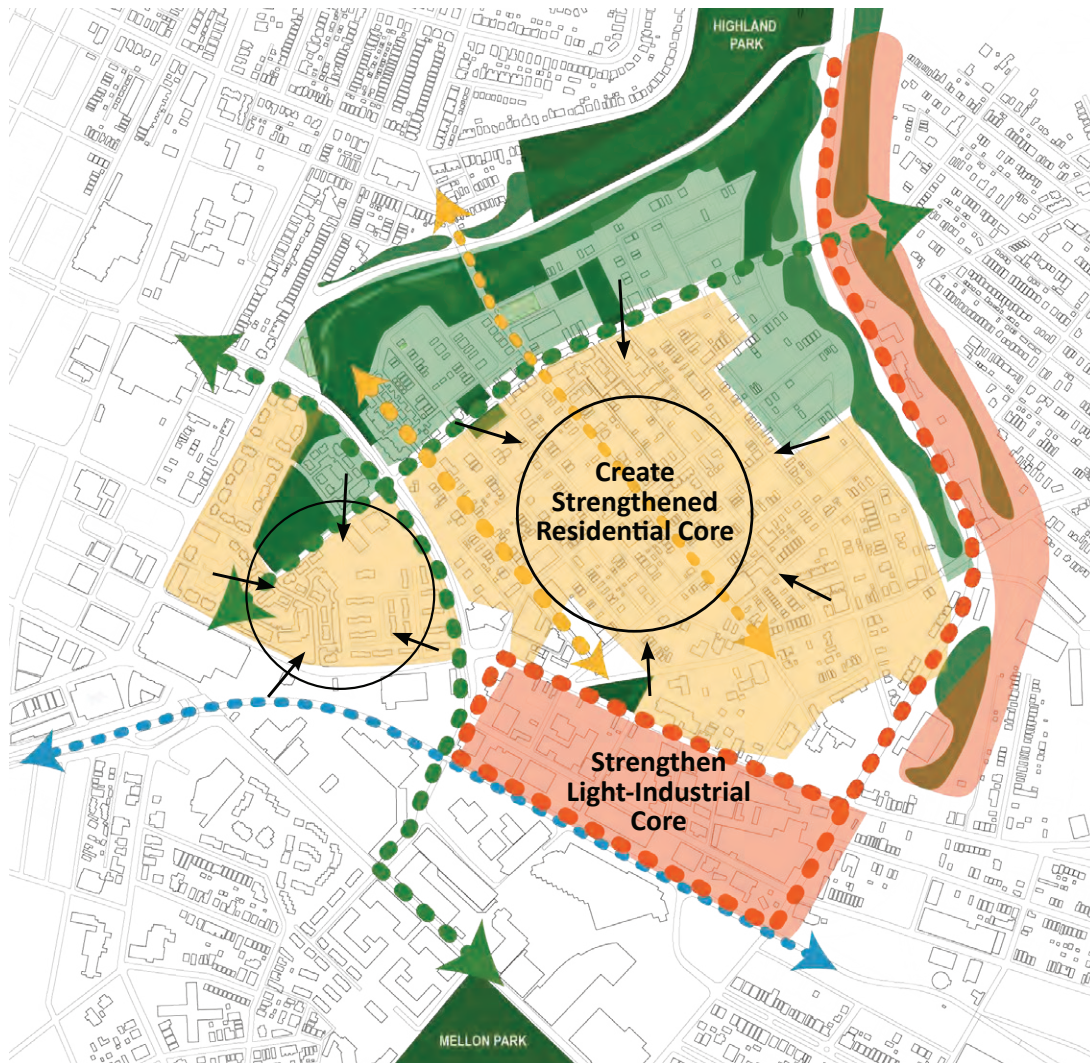 HIGHLAND
PARK
Create
Strengthened
Residential Core
Strengthen
Light-Industrial
Core
MELLON PARK